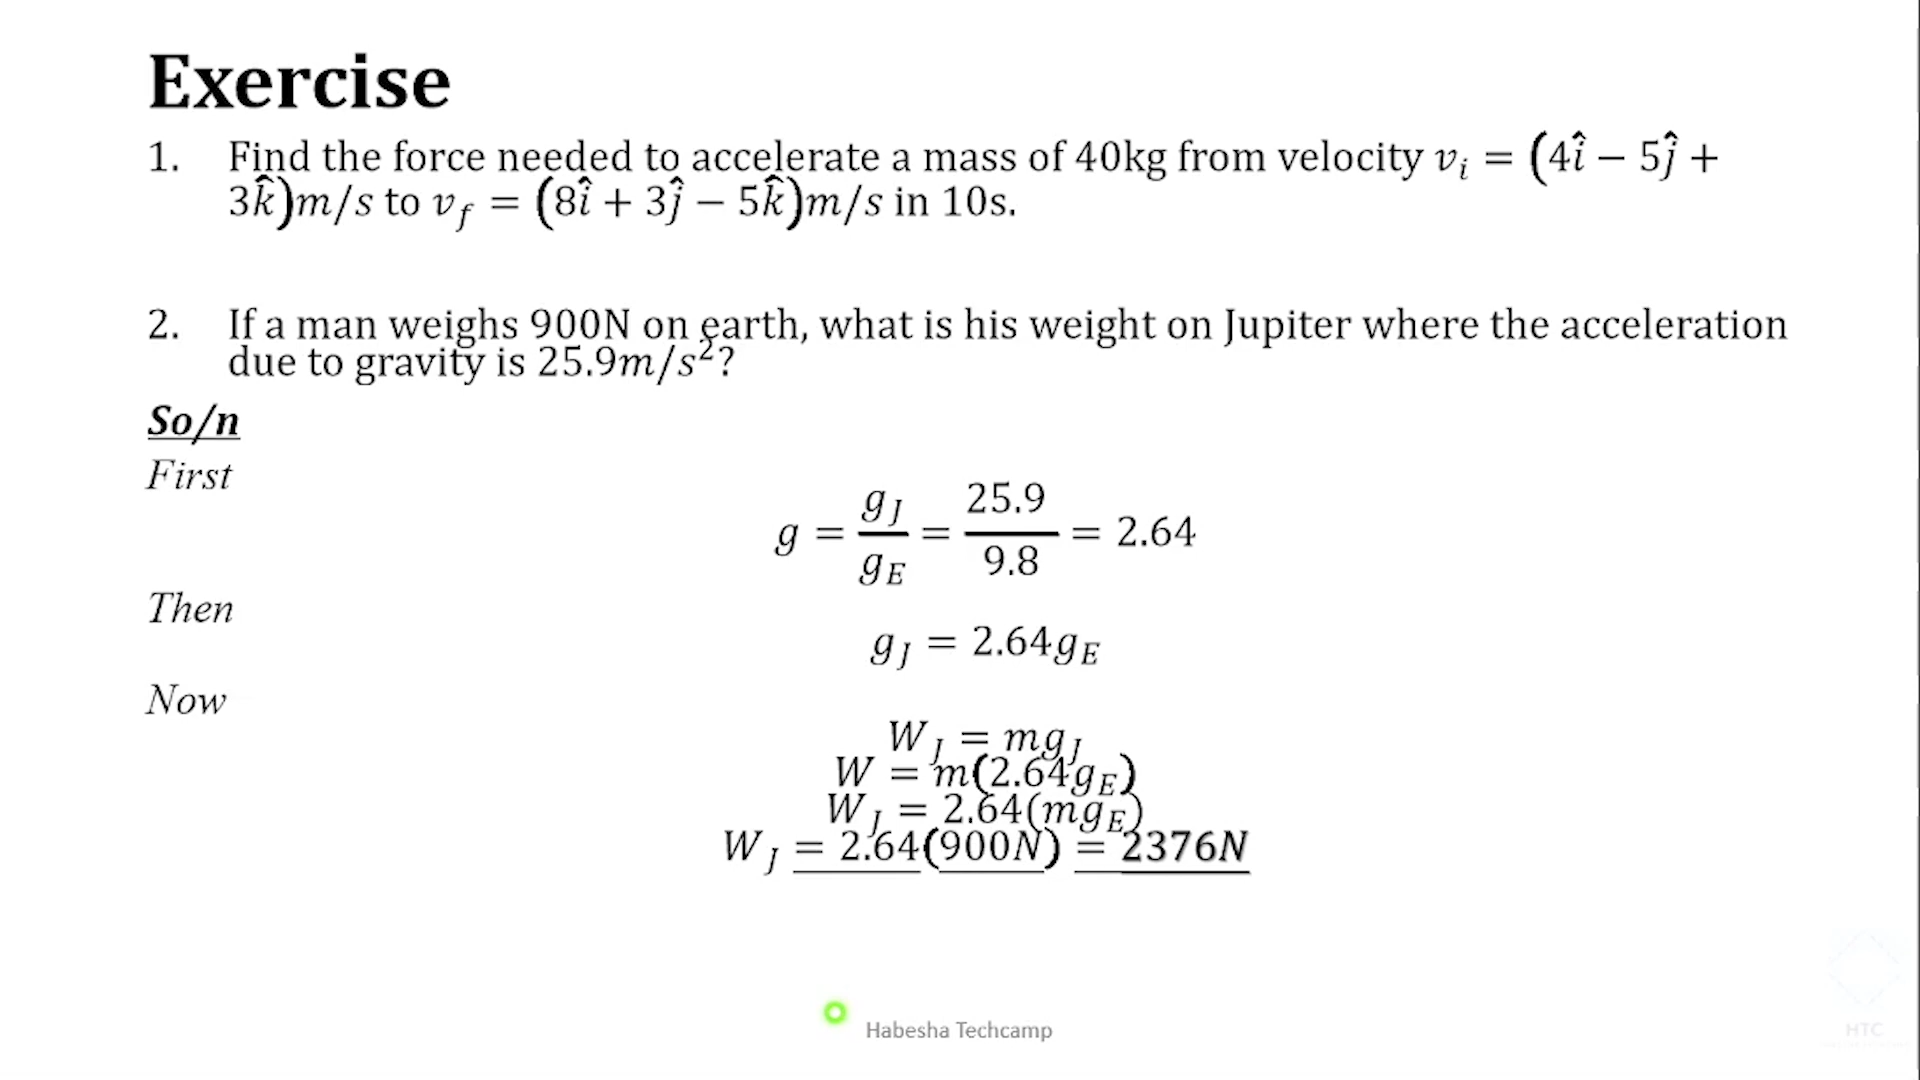 Exercise
1. Find the force needed to accelerate a mass of 40kg from velocity vᵢ = (4î − 5ĵ +
3k̂)m/s to v_f = (8î + 3ĵ − 5k̂)m/s in 10s.
2. If a man weighs 900N on earth, what is his weight on Jupiter where the acceleration
due to gravity is 25.9m/s²?
So/n
First
g = g_J/g_E = 25.9/9.8 = 2.64
Then
g_J = 2.64g_E
Now
W_J = mg_J
W = m(2.64g_E)
W_J = 2.64(mg_E)
W_J = 2.64(900N) = 2376N
Habesha Techcamp
HTC